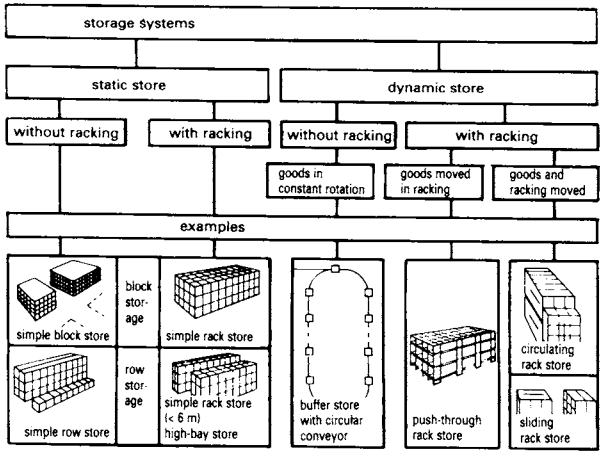 storage systems
static store
dynamic store
without racking
with racking
without racking
with racking
goods in
constant rotation
goods moved
in racking
goods and
racking moved
examples
simple block store
block
stor-
age
simple rack store
simple row store
row
stor-
age
simple rack store
(< 6 m)
high-bay store
buffer store
with circular
conveyor
push-through
rack store
circulating
rack store
sliding
rack store